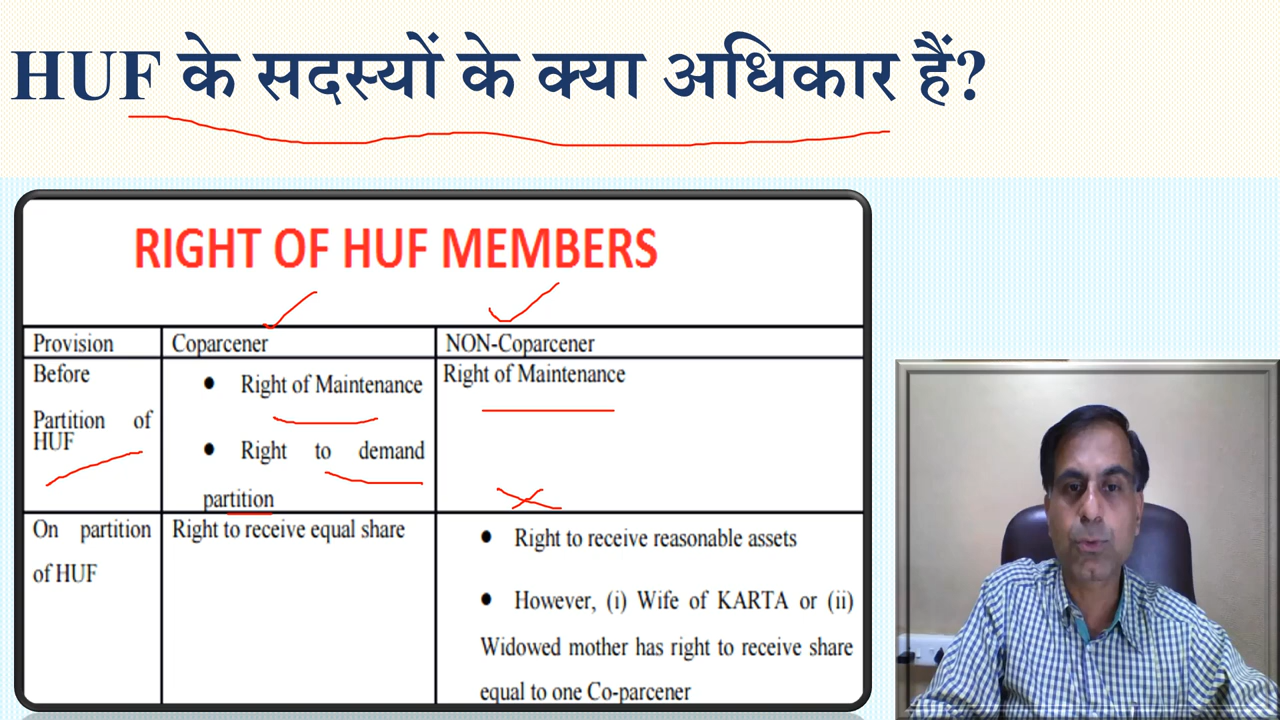 HUF के सदस्यों के क्या अधिकार हैं?
RIGHT OF HUF MEMBERS
Provision
Coparcener
NON-Coparcener
Before
Partition of
HUF
• Right of Maintenance
• Right to demand
partition
Right of Maintenance
On partition
of HUF
Right to receive equal share
• Right to receive reasonable assets
• However, (i) Wife of KARTA or (ii)
Widowed mother has right to receive share
equal to one Co-parcener